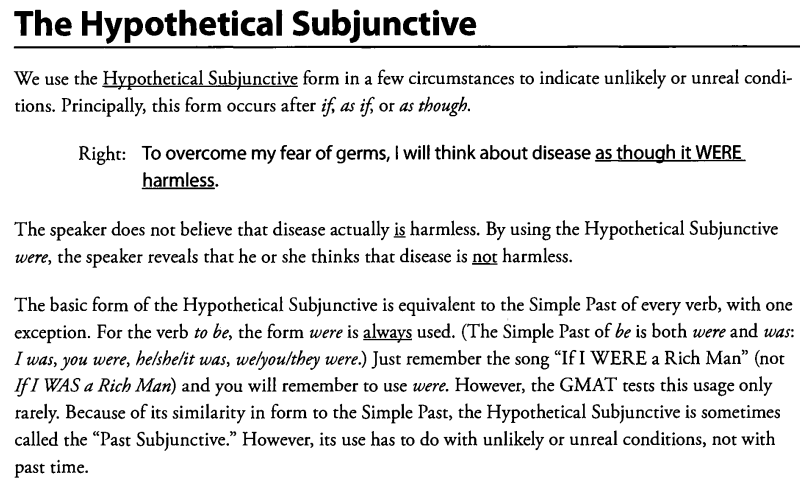 The Hypothetical Subjunctive
We use the Hypothetical Subjunctive form in a few circumstances to indicate unlikely or unreal condi-
tions. Principally, this form occurs after if, as if, or as though.
Right: To overcome my fear of germs, I will think about disease as though it WERE
harmless.
The speaker does not believe that disease actually is harmless. By using the Hypothetical Subjunctive
were, the speaker reveals that he or she thinks that disease is not harmless.
The basic form of the Hypothetical Subjunctive is equivalent to the Simple Past of every verb, with one
exception. For the verb to be, the form were is always used. (The Simple Past of be is both were and was:
I was, you were, he/she/it was, we/you/they were.) Just remember the song “If I WERE a Rich Man” (not
If I WAS a Rich Man) and you will remember to use were. However, the GMAT tests this usage only
rarely. Because of its similarity in form to the Simple Past, the Hypothetical Subjunctive is sometimes
called the “Past Subjunctive.” However, its use has to do with unlikely or unreal conditions, not with
past time.